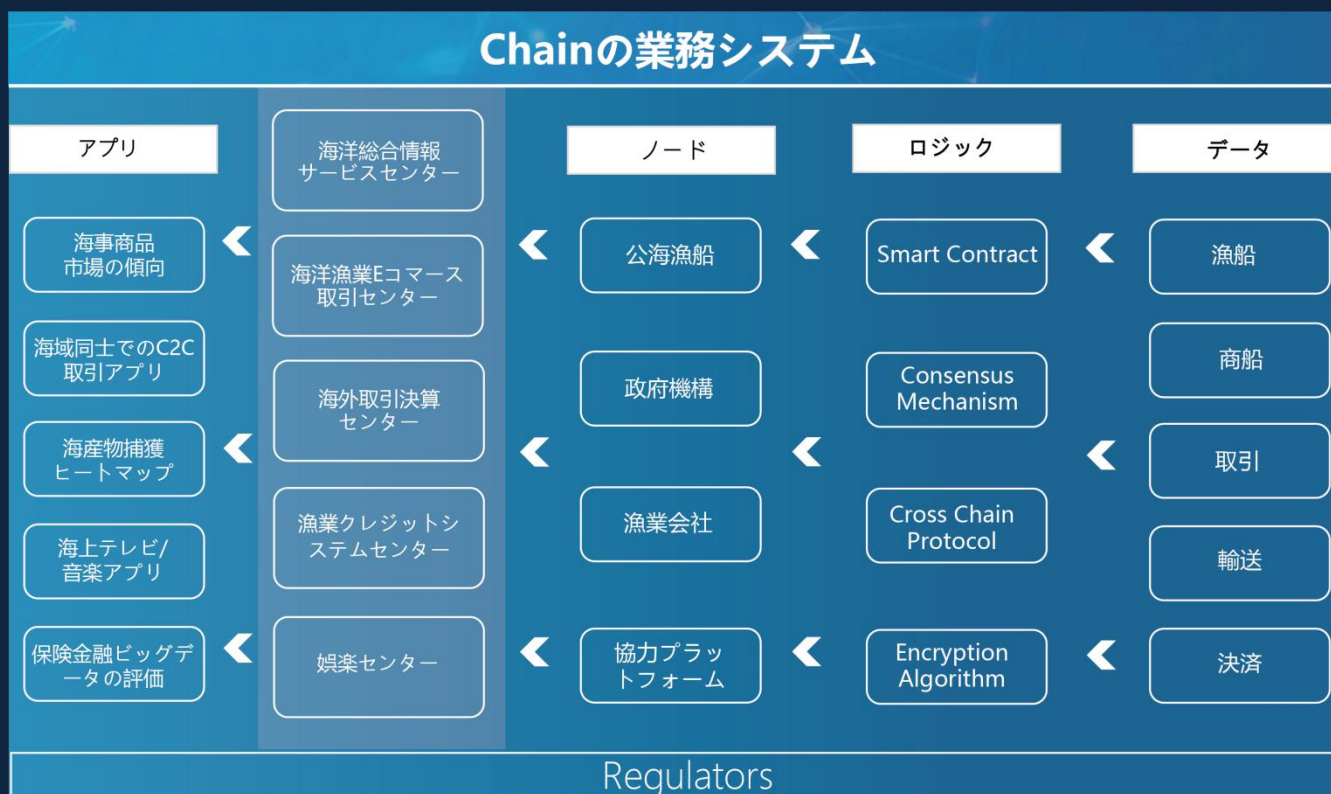 Chainの業務システム
アプリ
海事商品
市場の傾向
海域同士でのC2C
取引アプリ
海産物捕獲
ヒートマップ
海上テレビ/
音楽アプリ
保険金融ビッグデ
ータの評価
海洋総合情報
サービスセンター
海洋漁業Eコマース
取引センター
海外取引決算
センター
漁業クレジットシ
ステムセンター
娯楽センター
ノード
公海漁船
政府機構
漁業会社
協力プラッ
トフォーム
ロジック
Smart Contract
Consensus
Mechanism
Cross Chain
Protocol
Encryption
Algorithm
データ
漁船
商船
取引
輸送
決済
Regulators